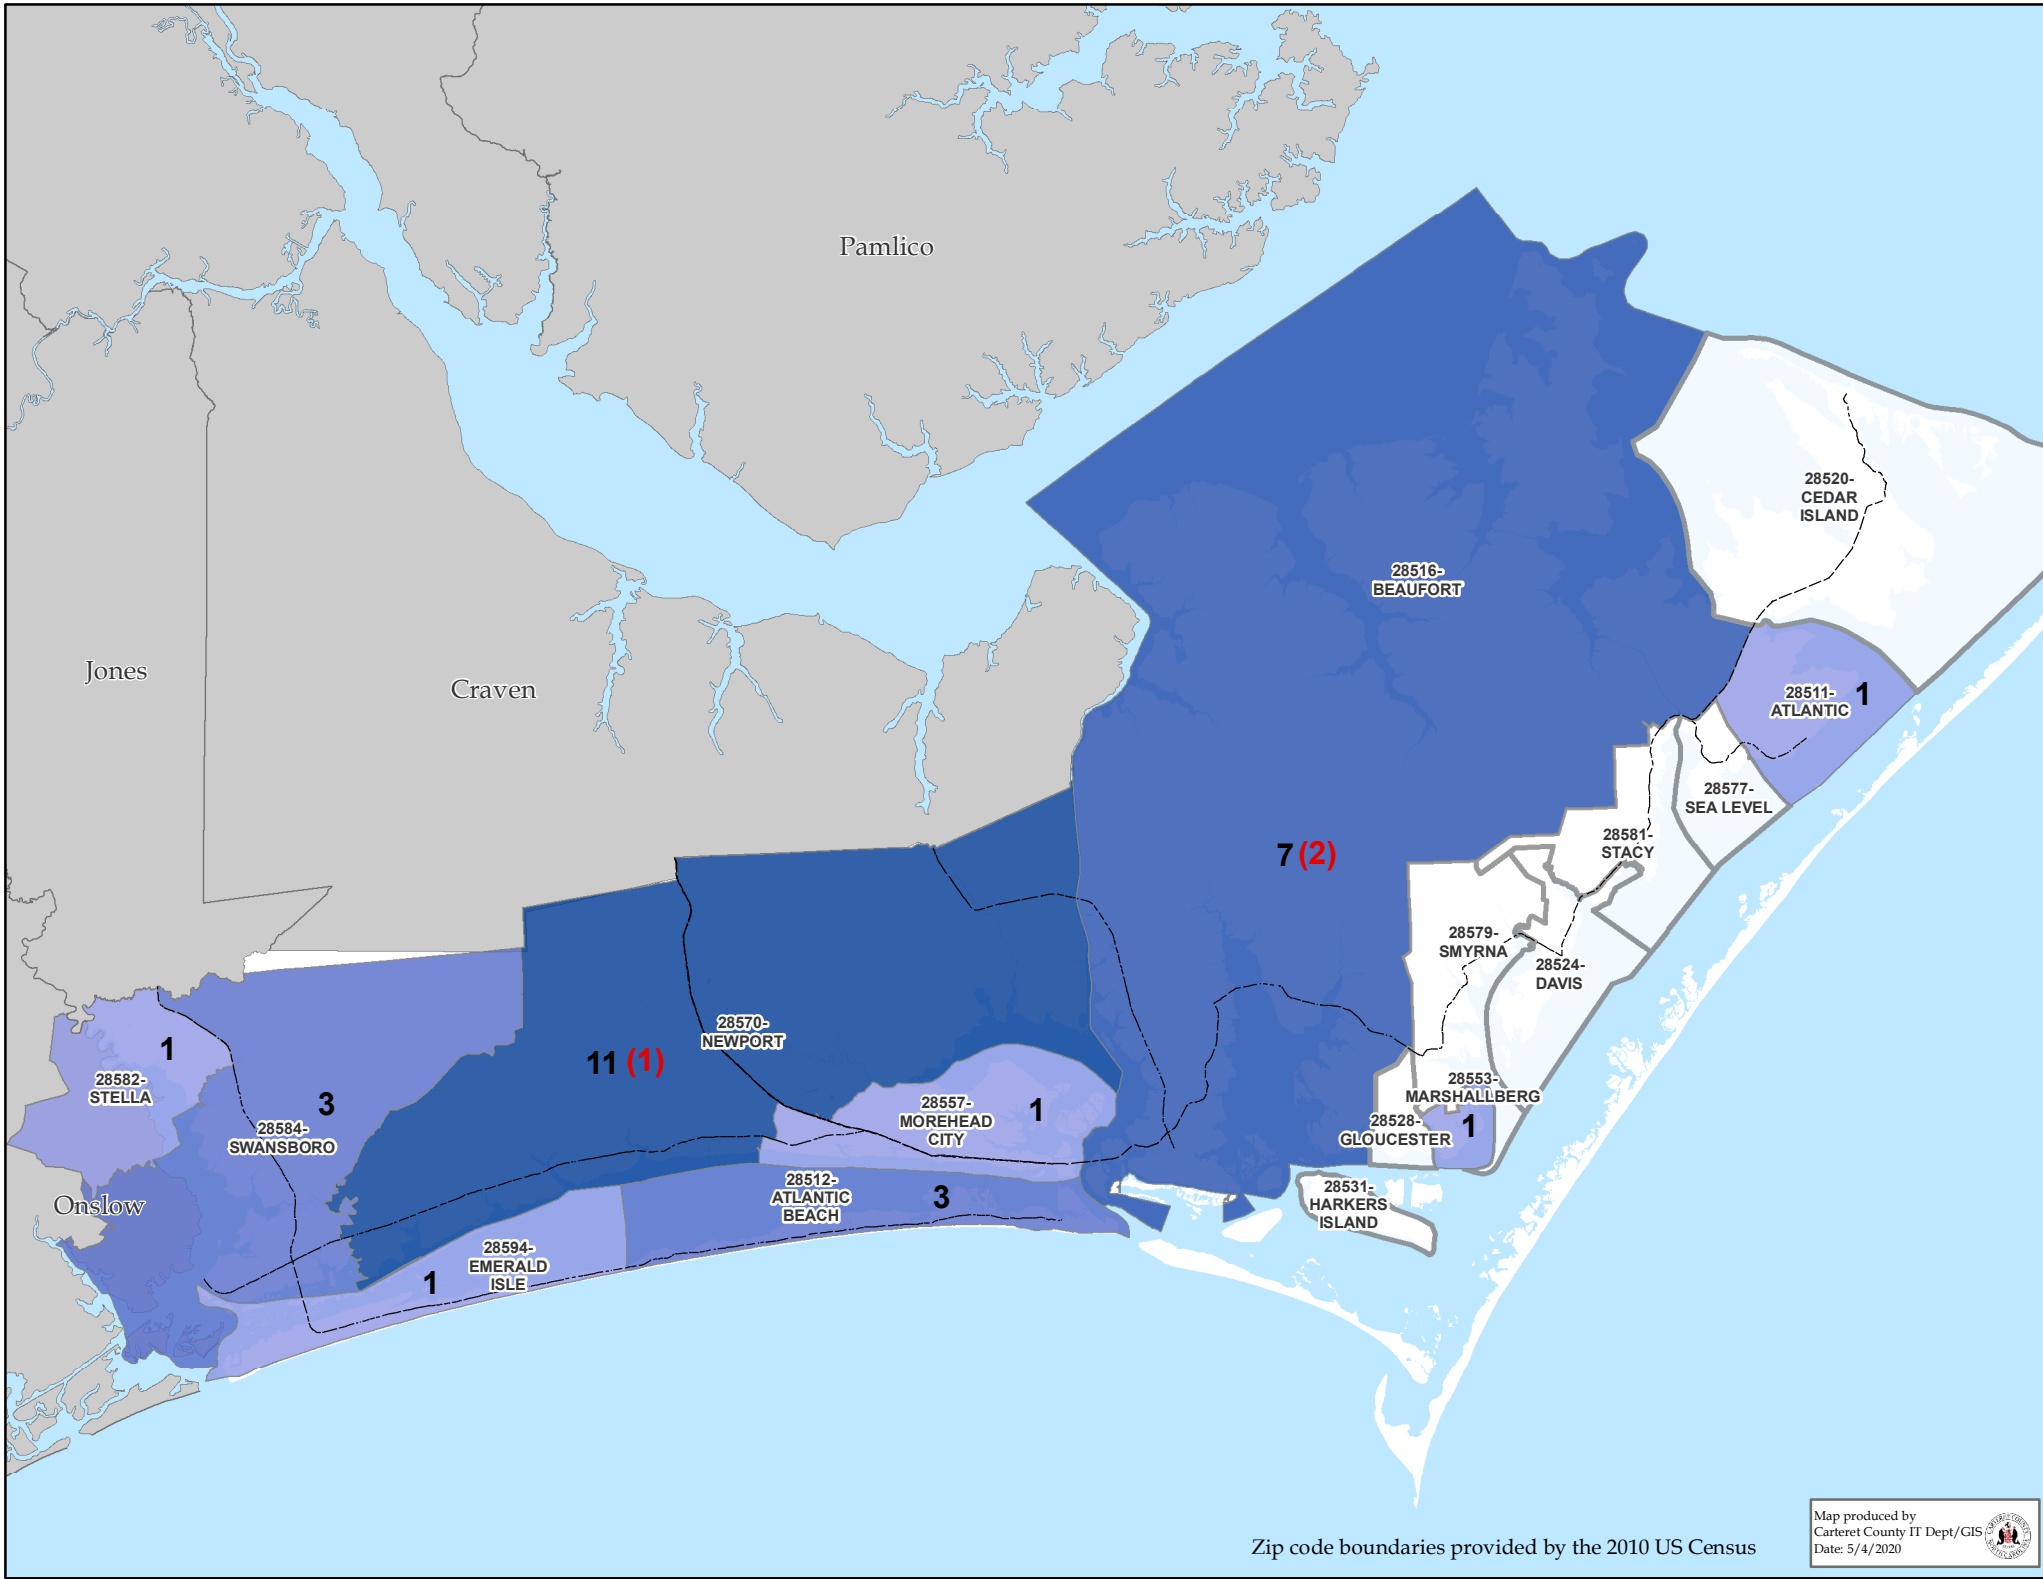 Pamlico
28520-
CEDAR
ISLAND
28516-
BEAUFORT
Jones
Craven
28511-
ATLANTIC
1
28577-
SEA LEVEL
28581-
STACY
7 (2)
28579-
SMYRNA
28524-
DAVIS
28570-
NEWPORT
11 (1)
1
28582-
STELLA
3
28584-
SWANSBORO
28557-
MOREHEAD
CITY
1
28553-
MARSHALLBERG
28528-
GLOUCESTER
1
28512-
ATLANTIC
BEACH
3
28531-
HARKERS
ISLAND
Onslow
28594-
EMERALD
ISLE
1
Zip code boundaries provided by the 2010 US Census
Map produced by
Carteret County IT Dept/GIS
Date: 5/4/2020